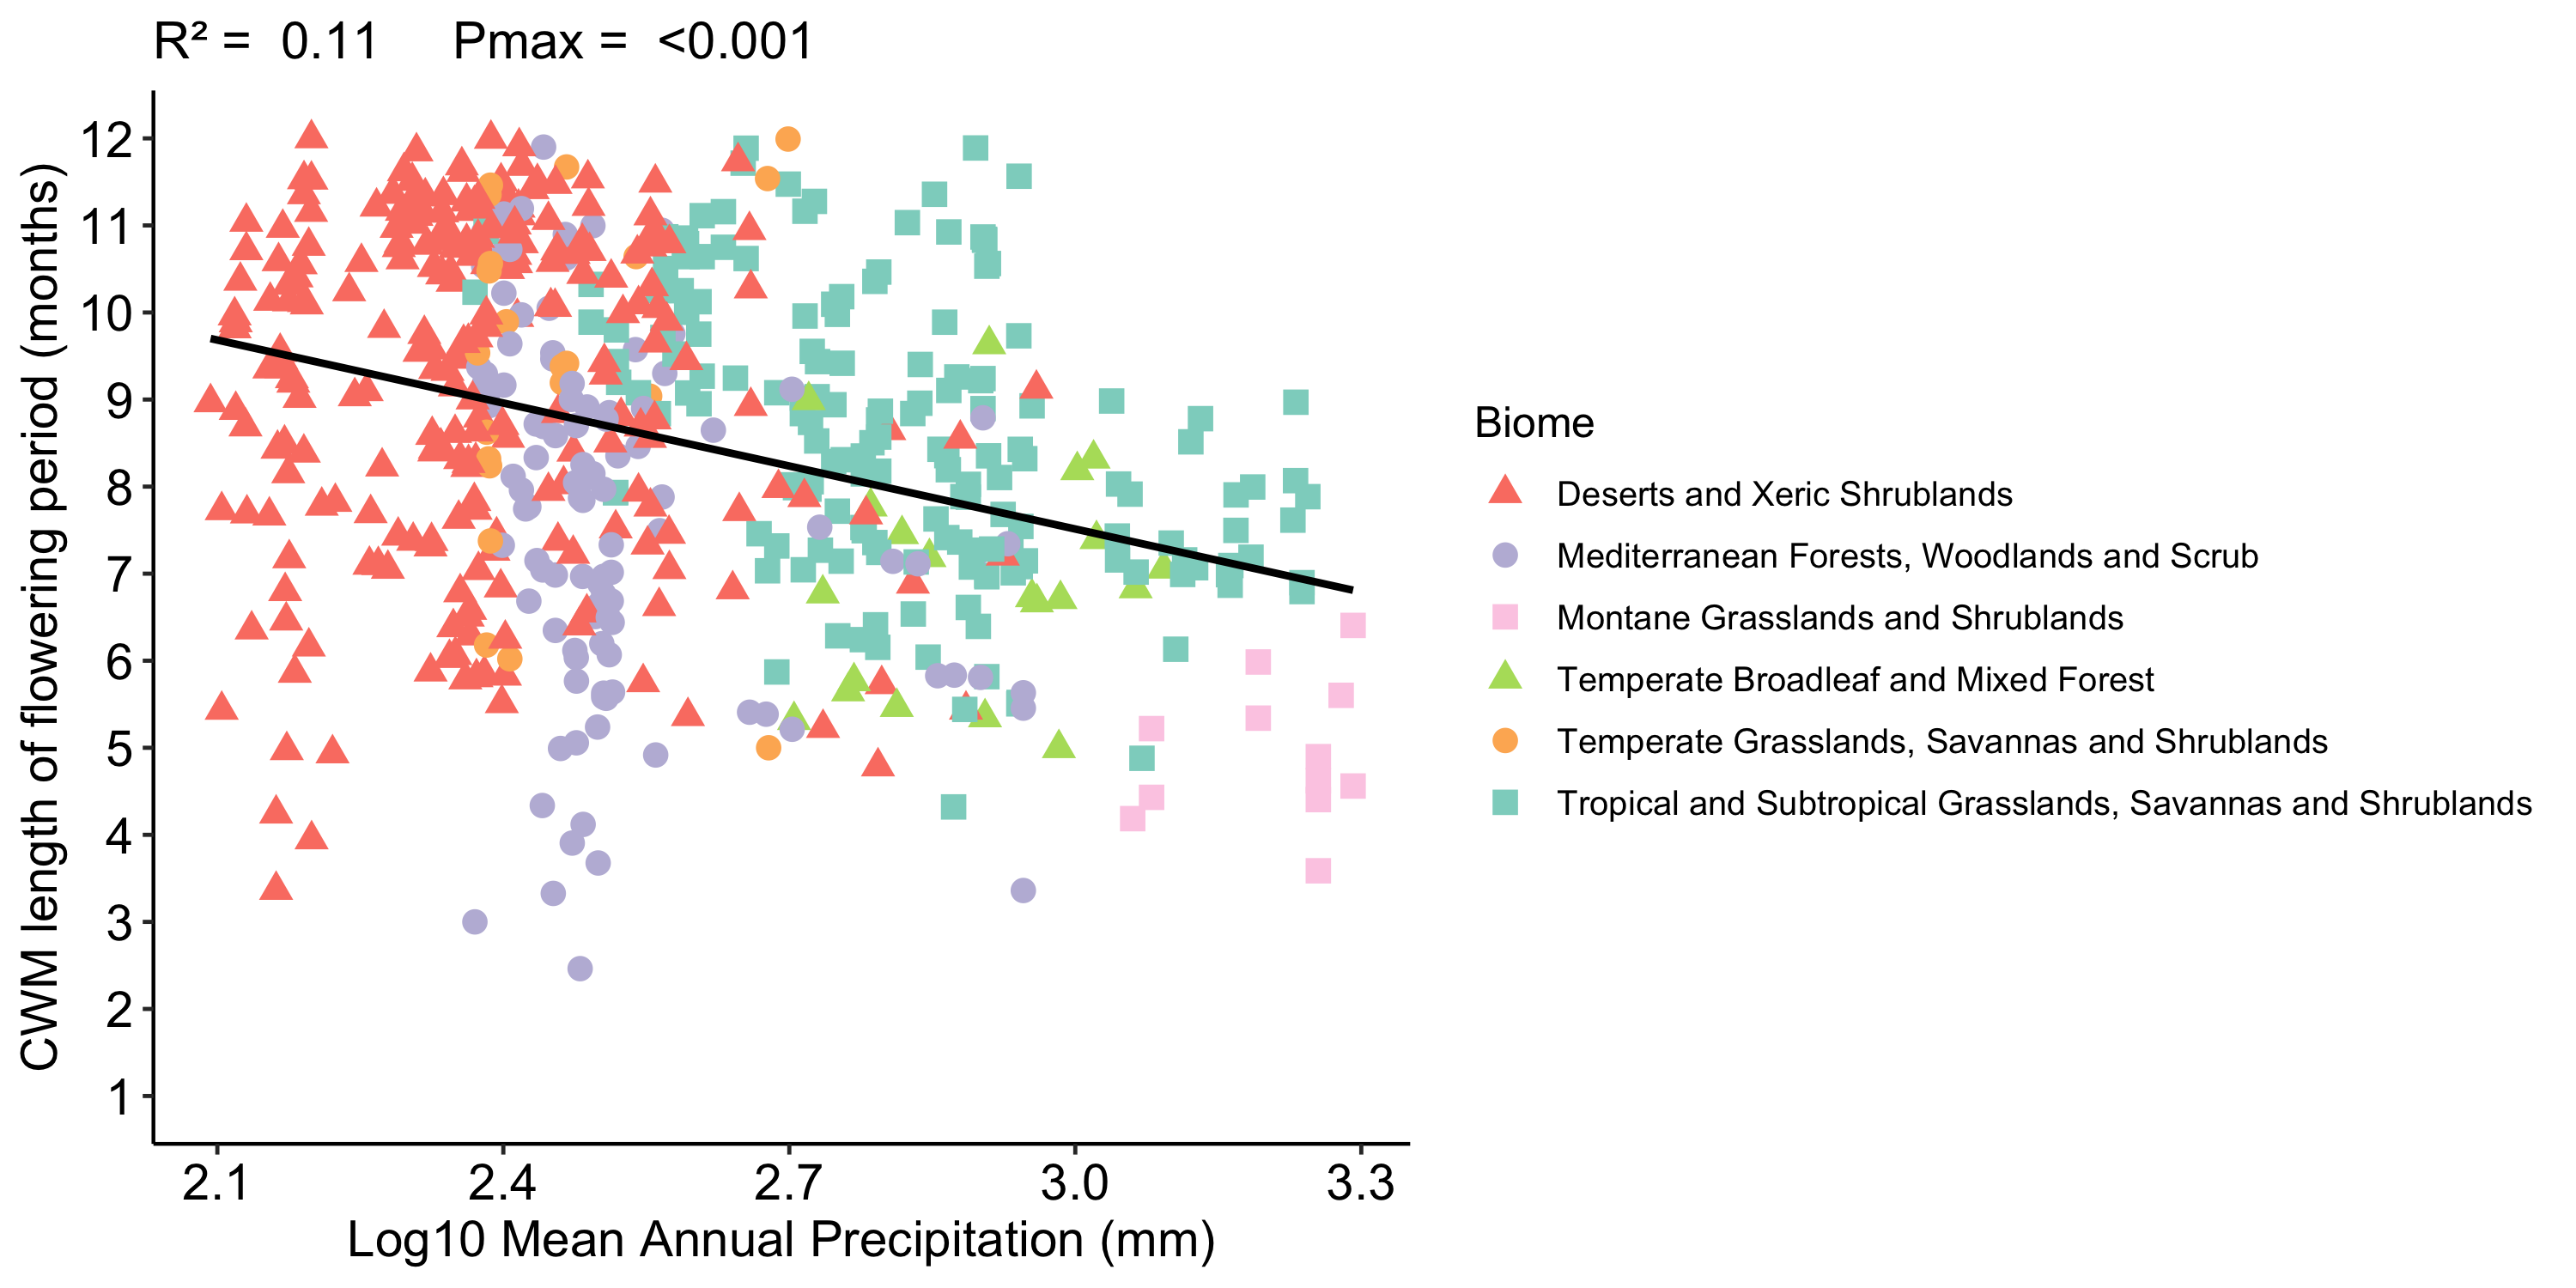 R² = 0.11 Pmax = <0.001
CWM length of flowering period (months)
12
11
10
9
8
7
6
5
4
3
2
1
2.1 2.4 2.7 3.0 3.3
Log10 Mean Annual Precipitation (mm)
Biome
Deserts and Xeric Shrublands
Mediterranean Forests, Woodlands and Scrub
Montane Grasslands and Shrublands
Temperate Broadleaf and Mixed Forest
Temperate Grasslands, Savannas and Shrublands
Tropical and Subtropical Grasslands, Savannas and Shrublands